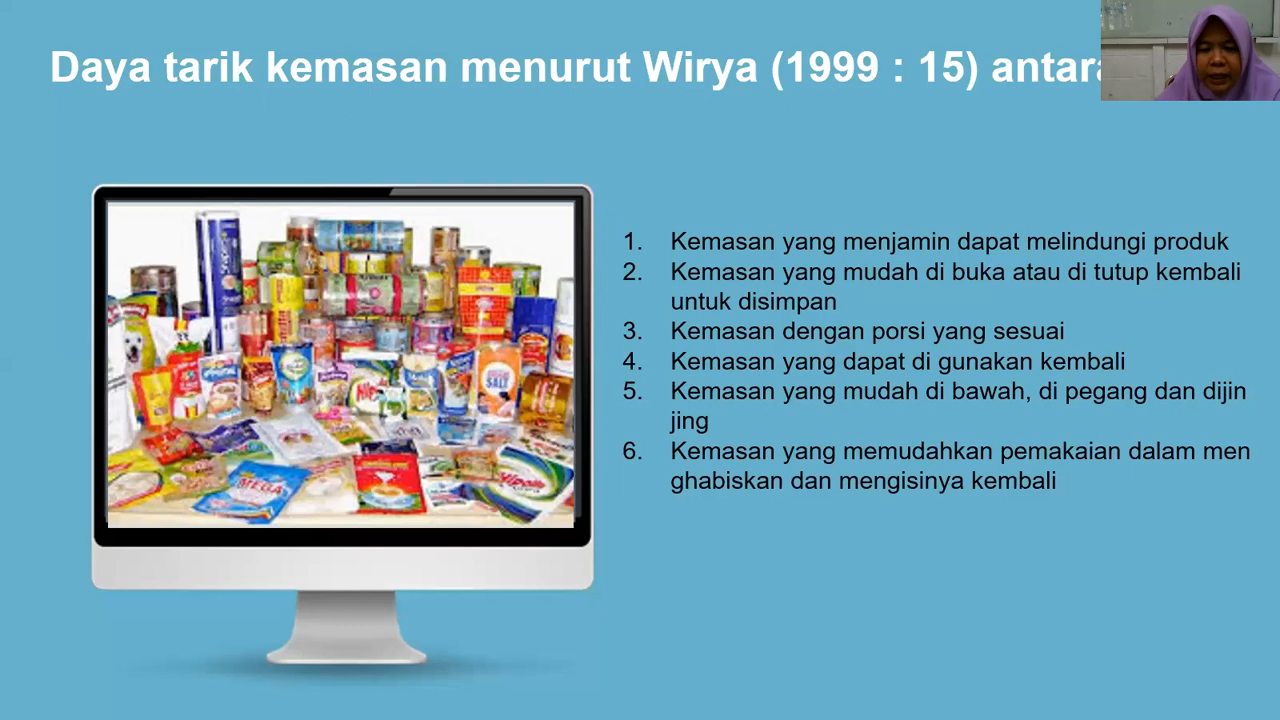 Daya tarik kemasan menurut Wirya (1999 : 15) antara
1. Kemasan yang menjamin dapat melindungi produk
2. Kemasan yang mudah di buka atau di tutup kembali
untuk disimpan
3. Kemasan dengan porsi yang sesuai
4. Kemasan yang dapat di gunakan kembali
5. Kemasan yang mudah di bawah, di pegang dan dijin
jing
6. Kemasan yang memudahkan pemakaian dalam men
ghabiskan dan mengisinya kembali
SALT
MEGA